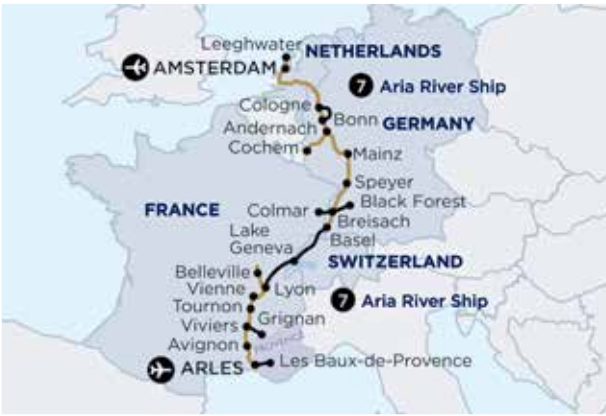 Leeghwater
NETHERLANDS
AMSTERDAM
7 Aria River Ship
Cologne
Bonn
Andernach
GERMANY
Cochem
Mainz
Speyer
Black Forest
FRANCE
Colmar
Breisach
Lake
Geneva
Basel
SWITZERLAND
Belleville
Vienne
Lyon
7 Aria River Ship
Tournon
Grignan
Viviers
PROVENCE
Avignon
Les Baux-de-Provence
ARLES